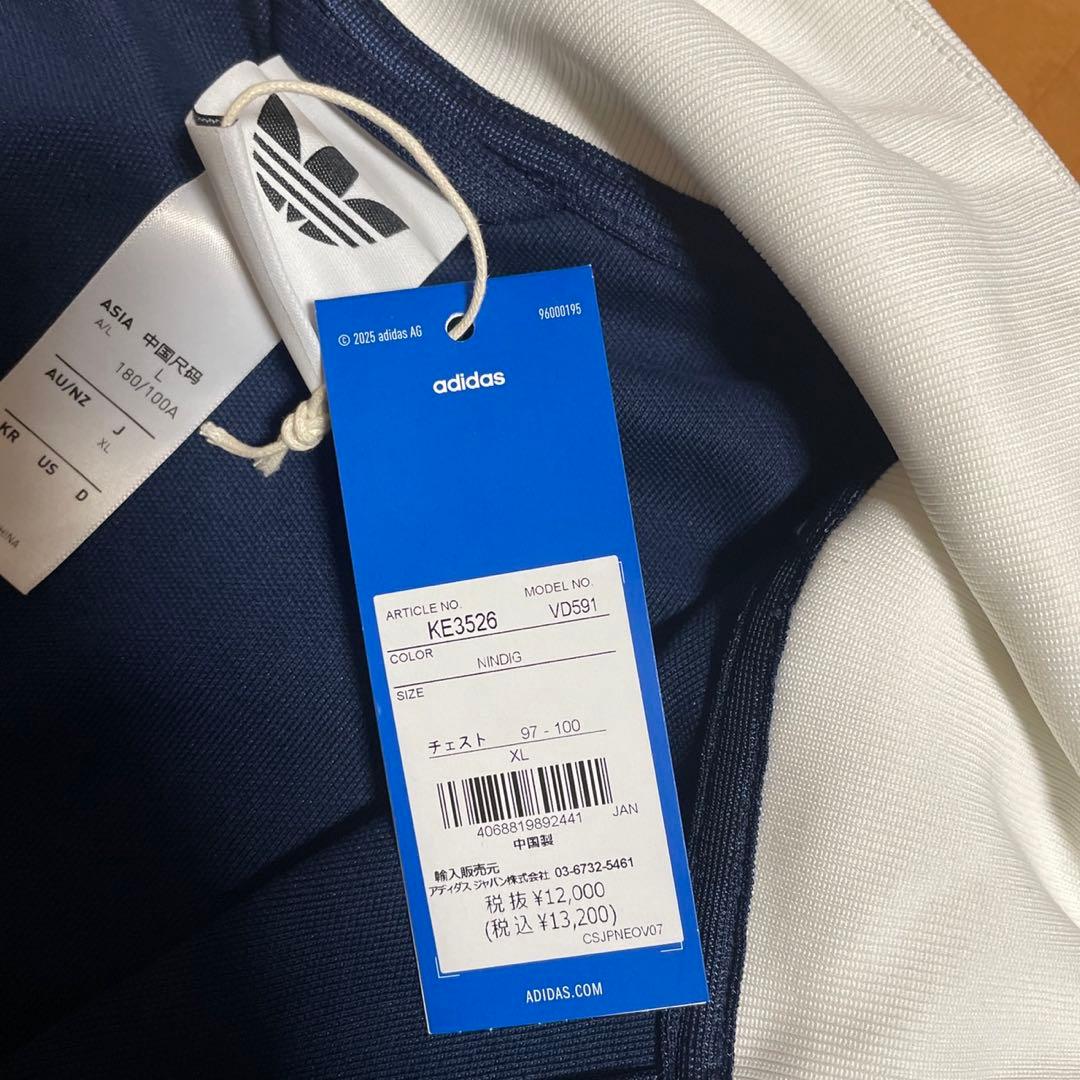 ASIA 中国尺码
A/L L
180/100A
AU/NZ J
XL
KR US D
© 2025 adidas AG
96000195
adidas
ARTICLE NO. MODEL NO.
KE3526 VD591
COLOR NINDIG
SIZE
チェスト 97 - 100
XL
4068819892441 JAN
中国製
輸入販売元
アディダス ジャパン株式会社 03-6732-5461
税抜 ¥12,000
(税込 ¥13,200)
CSJPNEOV07
ADIDAS.COM